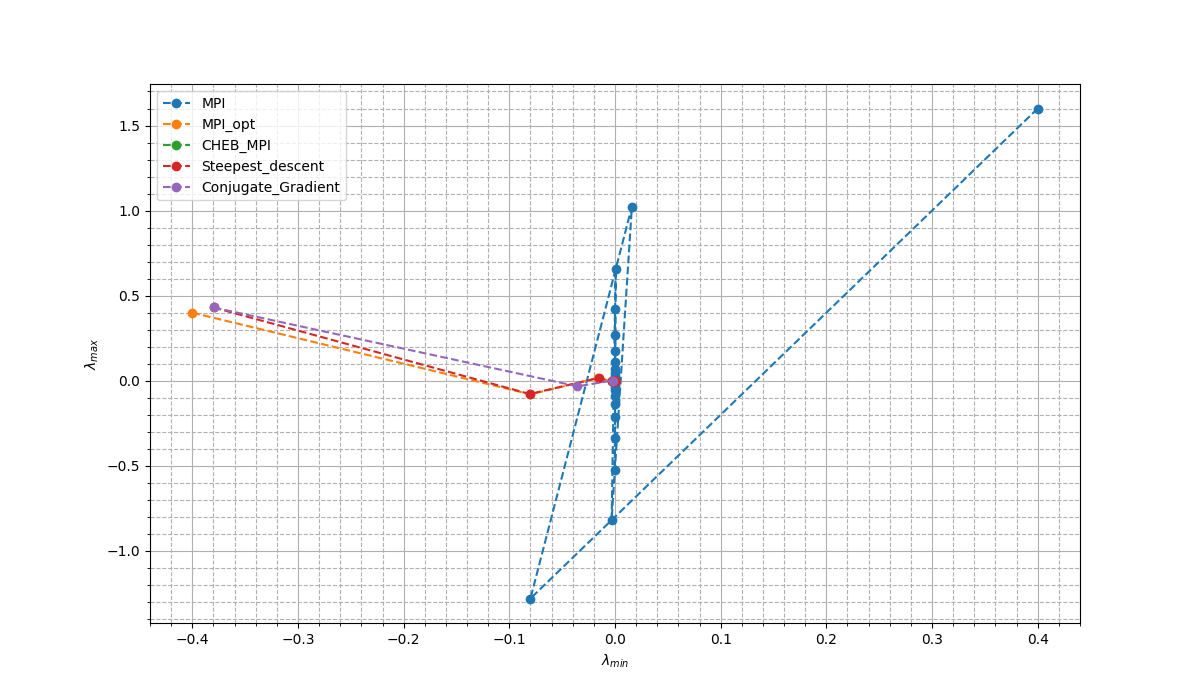 MPI
MPI_opt
CHEB_MPI
Steepest_descent
Conjugate_Gradient
1.5
1.0
0.5
0.0
−0.5
−1.0
λmax
−0.4 −0.3 −0.2 −0.1 0.0 0.1 0.2 0.3 0.4
λmin